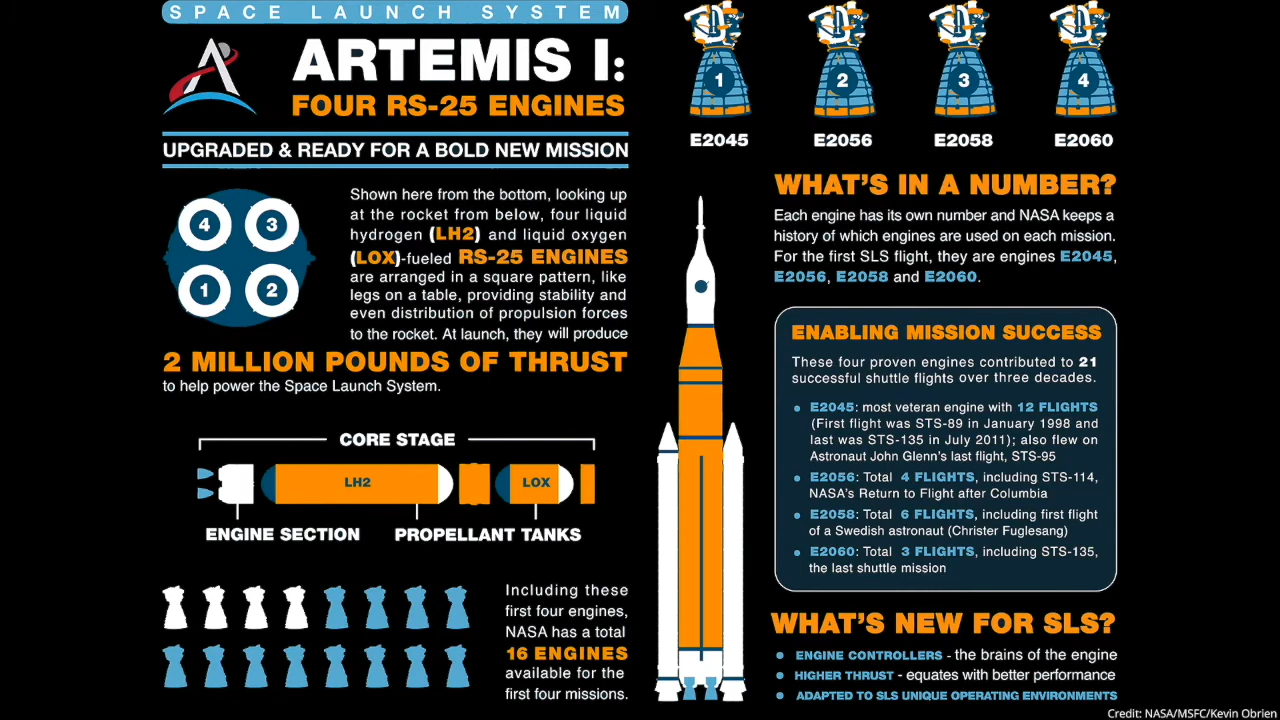 SPACE LAUNCH SYSTEM
ARTEMIS I:
FOUR RS-25 ENGINES
UPGRADED & READY FOR A BOLD NEW MISSION
4
3
1
2
Shown here from the bottom, looking up
at the rocket from below, four liquid
hydrogen (LH2) and liquid oxygen
(LOX)-fueled RS-25 ENGINES
are arranged in a square pattern, like
legs on a table, providing stability and
even distribution of propulsion forces
to the rocket. At launch, they will produce
2 MILLION POUNDS OF THRUST
to help power the Space Launch System.
CORE STAGE
LH2
LOX
ENGINE SECTION
PROPELLANT TANKS
Including these
first four engines,
NASA has a total
16 ENGINES
available for the
first four missions.
1
2
3
4
E2045
E2056
E2058
E2060
WHAT'S IN A NUMBER?
Each engine has its own number and NASA keeps a
history of which engines are used on each mission.
For the first SLS flight, they are engines E2045,
E2056, E2058 and E2060.
ENABLING MISSION SUCCESS
These four proven engines contributed to 21
successful shuttle flights over three decades.
• E2045: most veteran engine with 12 FLIGHTS
(First flight was STS-89 in January 1998 and
last was STS-135 in July 2011); also flew on
Astronaut John Glenn's last flight, STS-95
• E2056: Total 4 FLIGHTS, including STS-114,
NASA's Return to Flight after Columbia
• E2058: Total 6 FLIGHTS, including first flight
of a Swedish astronaut (Christer Fuglesang)
• E2060: Total 3 FLIGHTS, including STS-135,
the last shuttle mission
WHAT'S NEW FOR SLS?
• ENGINE CONTROLLERS - the brains of the engine
• HIGHER THRUST - equates with better performance
• ADAPTED TO SLS UNIQUE OPERATING ENVIRONMENTS
Credit: NASA/MSFC/Kevin Obrien